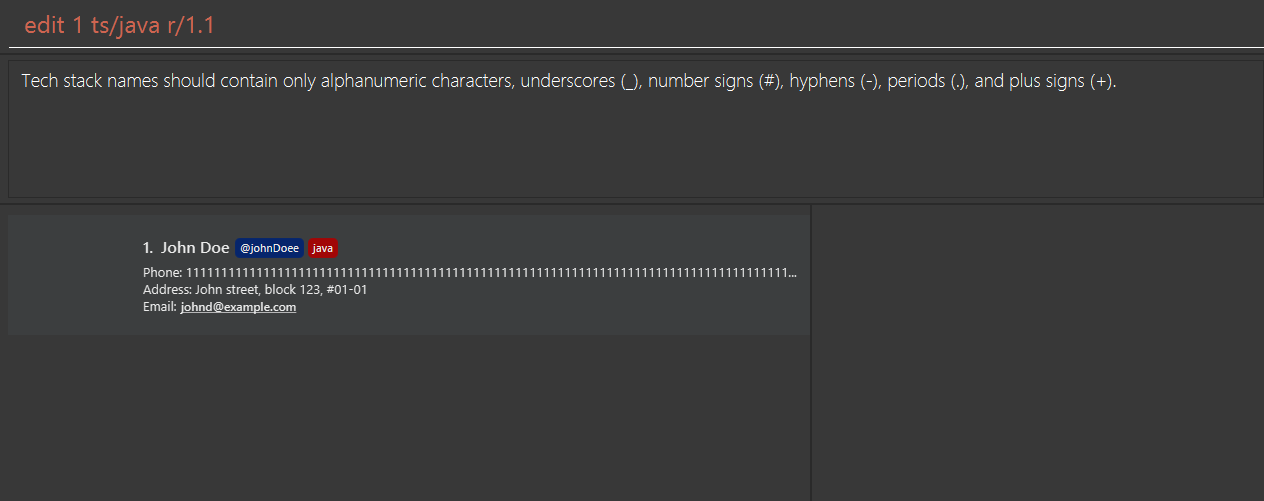 edit 1 ts/java r/1.1
Tech stack names should contain only alphanumeric characters, underscores (_), number signs (#), hyphens (-), periods (.), and plus signs (+).
1. John Doe @johnDoee java
Phone: 11111111111111111111111111111111111111111111111111111111111111111111111111111111111111...
Address: John street, block 123, #01-01
Email: johnd@example.com